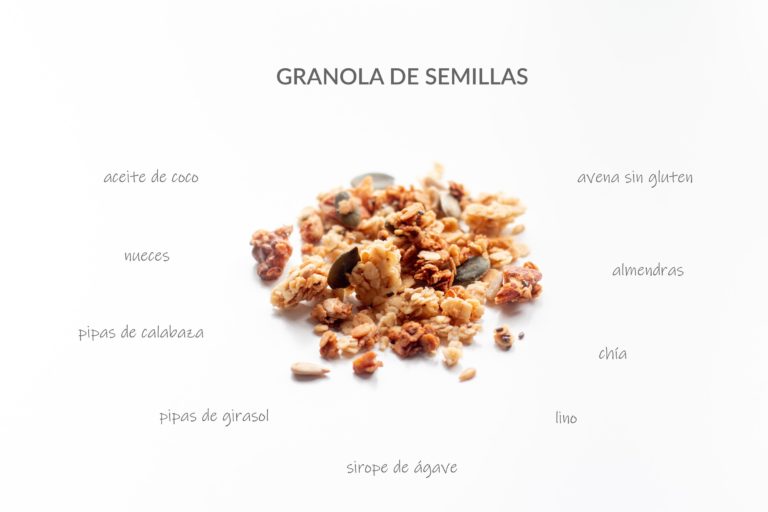 GRANOLA DE SEMILLAS
aceite de coco
avena sin gluten
nueces
almendras
pipas de calabaza
chía
pipas de girasol
lino
sirope de ágave